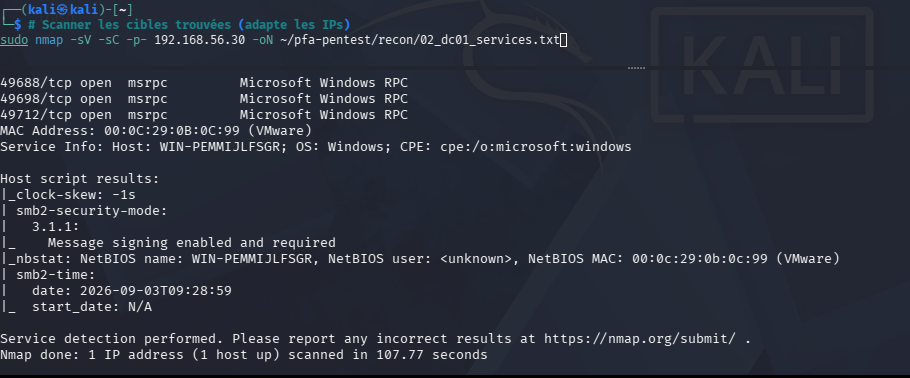 ┌──(kali㉿kali)-[~]
└─$ # Scanner les cibles trouvées (adapte les IPs)
sudo nmap -sV -sC -p- 192.168.56.30 -oN ~/pfa-pentest/recon/02_dc01_services.txt
KALI
49688/tcp open  msrpc         Microsoft Windows RPC
49698/tcp open  msrpc         Microsoft Windows RPC
49712/tcp open  msrpc         Microsoft Windows RPC
MAC Address: 00:0C:29:0B:0C:99 (VMware)
Service Info: Host: WIN-PEMMIJLFSGR; OS: Windows; CPE: cpe:/o:microsoft:windows

Host script results:
|_clock-skew: -1s
| smb2-security-mode:
|   3.1.1:
|_    Message signing enabled and required
|_nbstat: NetBIOS name: WIN-PEMMIJLFSGR, NetBIOS user: <unknown>, NetBIOS MAC: 00:0c:29:0b:0c:99 (VMware)
| smb2-time:
|   date: 2026-09-03T09:28:59
|_  start_date: N/A

Service detection performed. Please report any incorrect results at https://nmap.org/submit/ .
Nmap done: 1 IP address (1 host up) scanned in 107.77 seconds